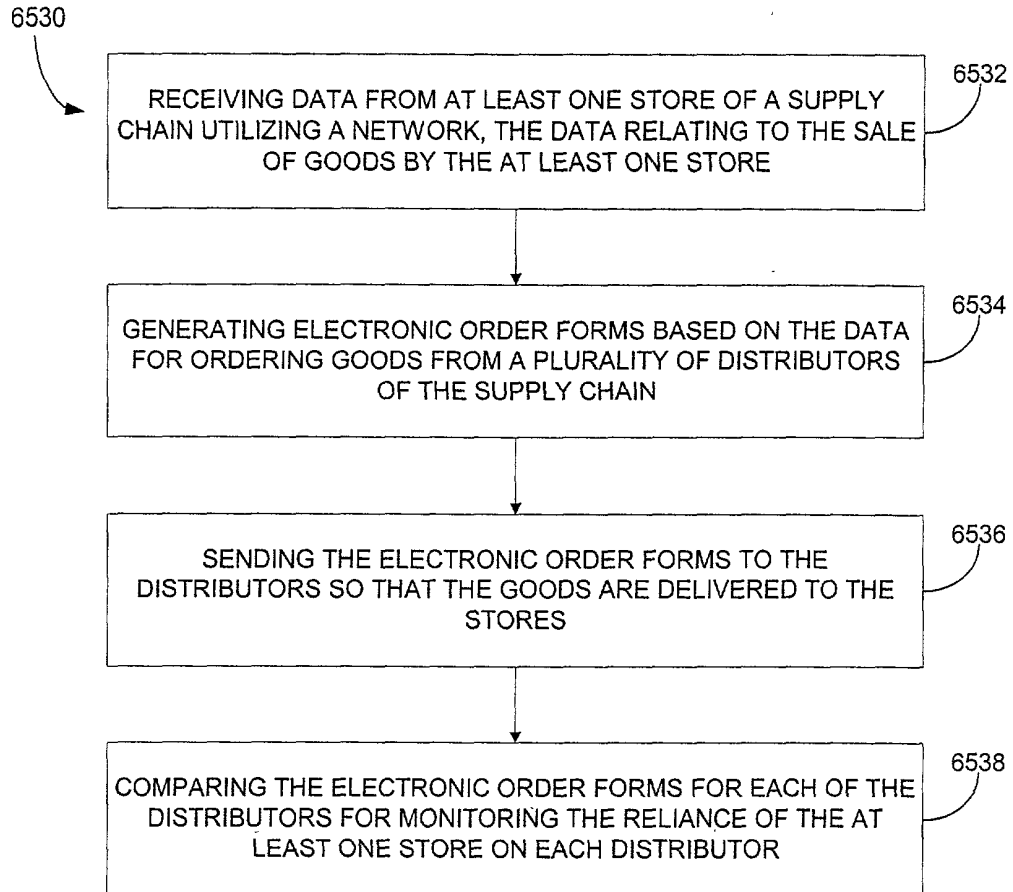 6530
RECEIVING DATA FROM AT LEAST ONE STORE OF A SUPPLY
CHAIN UTILIZING A NETWORK, THE DATA RELATING TO THE SALE
OF GOODS BY THE AT LEAST ONE STORE
6532
GENERATING ELECTRONIC ORDER FORMS BASED ON THE DATA
FOR ORDERING GOODS FROM A PLURALITY OF DISTRIBUTORS
OF THE SUPPLY CHAIN
6534
SENDING THE ELECTRONIC ORDER FORMS TO THE
DISTRIBUTORS SO THAT THE GOODS ARE DELIVERED TO THE
STORES
6536
COMPARING THE ELECTRONIC ORDER FORMS FOR EACH OF THE
DISTRIBUTORS FOR MONITORING THE RELIANCE OF THE AT
LEAST ONE STORE ON EACH DISTRIBUTOR
6538